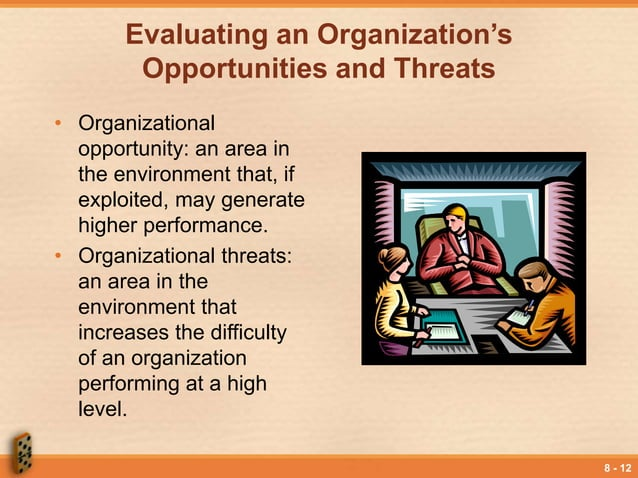 Evaluating an Organization’s
Opportunities and Threats
• Organizational
opportunity: an area in
the environment that, if
exploited, may generate
higher performance.
• Organizational threats:
an area in the
environment that
increases the difficulty
of an organization
performing at a high
level.
8 - 12